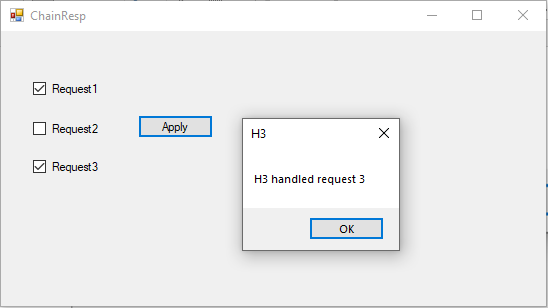 ChainResp
Request1
Request2
Apply
Request3
H3
H3 handled request 3
OK